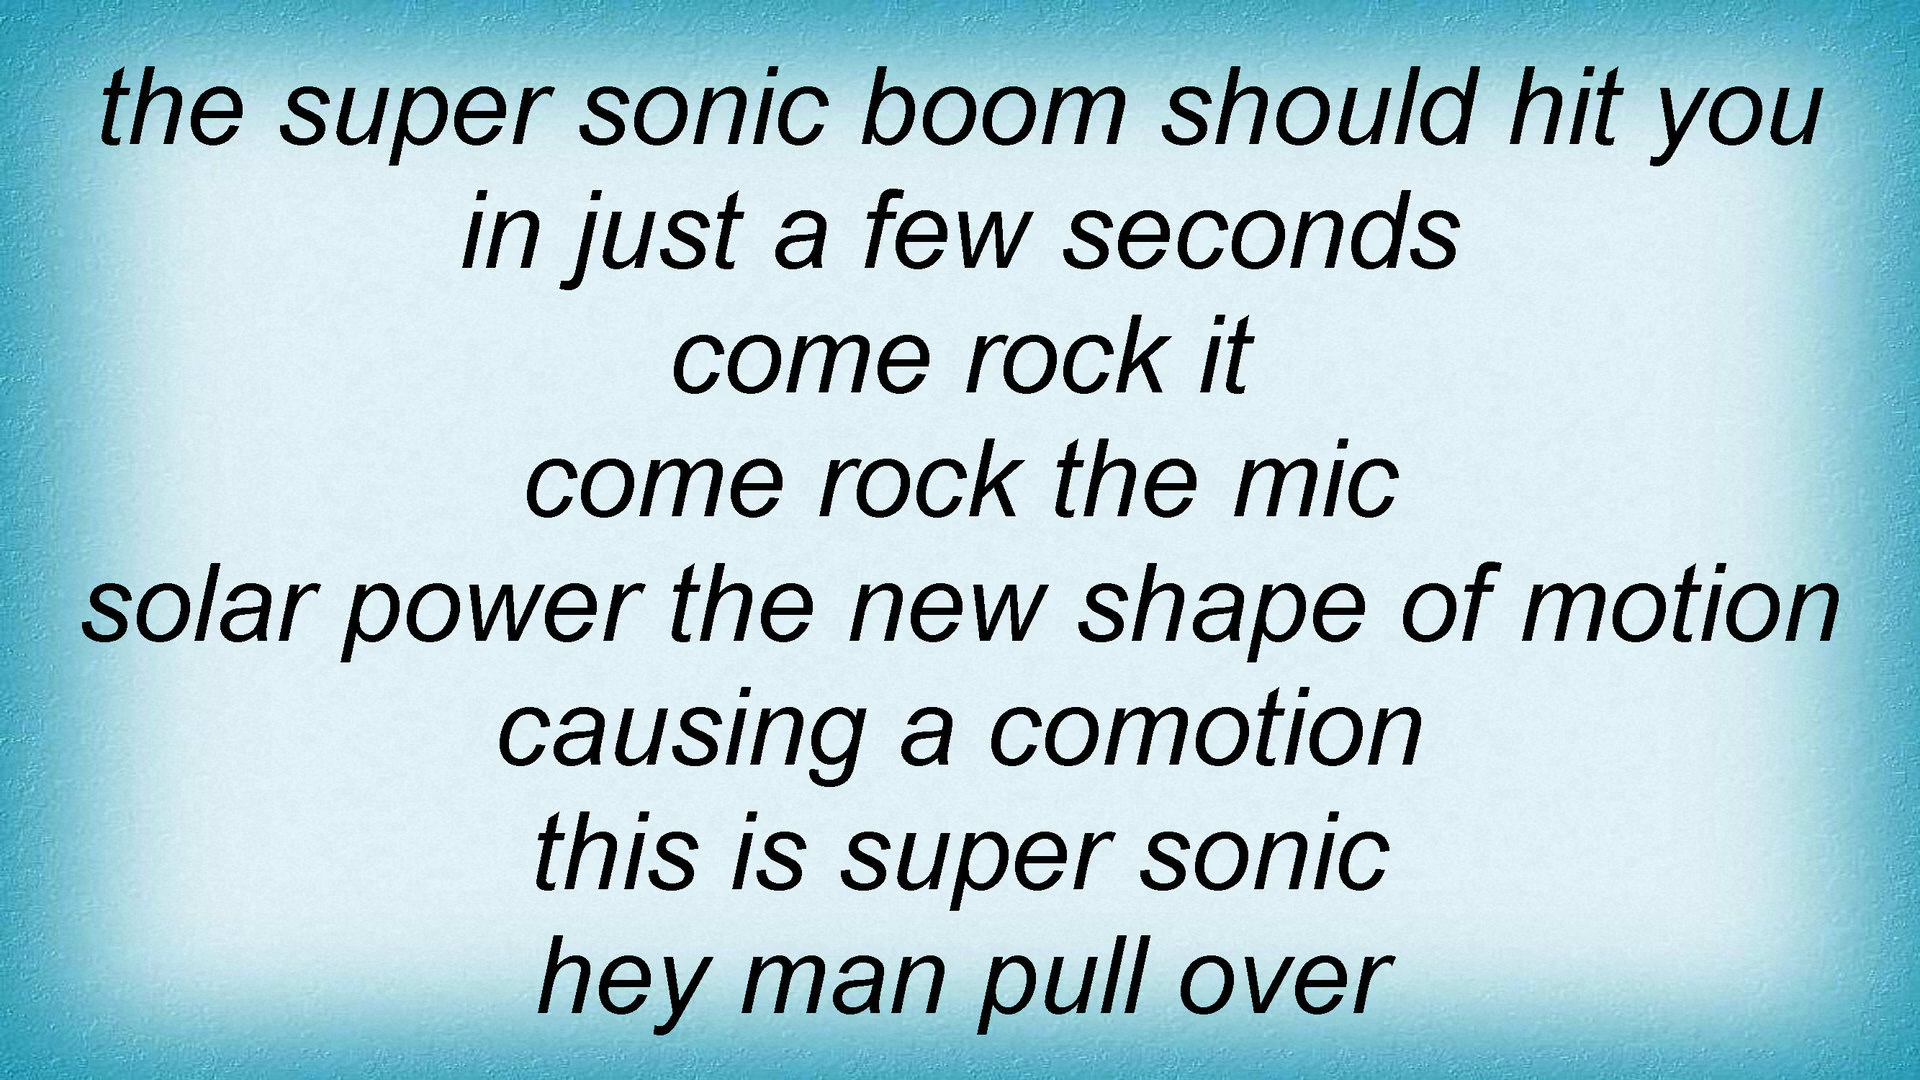 the super sonic boom should hit you
in just a few seconds
come rock it
come rock the mic
solar power the new shape of motion
causing a comotion
this is super sonic
hey man pull over